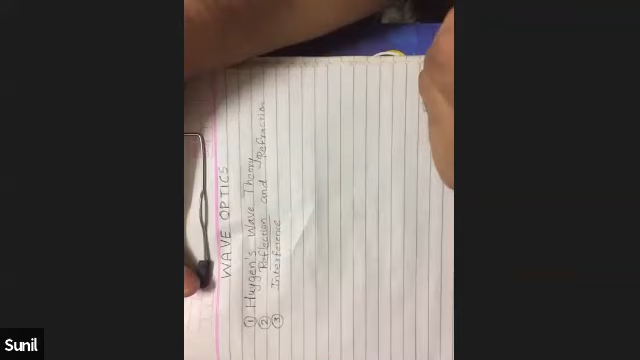 WAVE OPTICS
① Huygen's Wave Theory
② Reflection and Refraction
③ Interference
Sunil